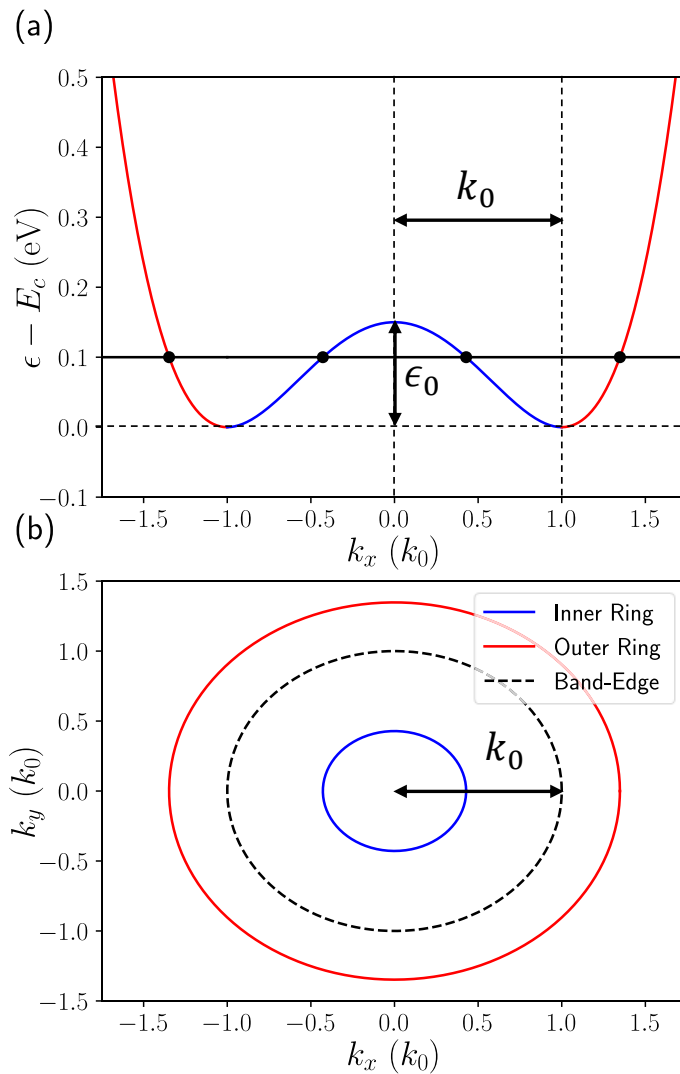 (a)
0.5
0.4
0.3
0.2
0.1
0.0
−0.1
ϵ − E_c (eV)
k_0
ϵ_0
−1.5 −1.0 −0.5 0.0 0.5 1.0 1.5
k_x (k_0)
(b)
1.5
1.0
0.5
0.0
−0.5
−1.0
−1.5
k_y (k_0)
Inner Ring
Outer Ring
Band-Edge
k_0
−1.5 −1.0 −0.5 0.0 0.5 1.0 1.5
k_x (k_0)